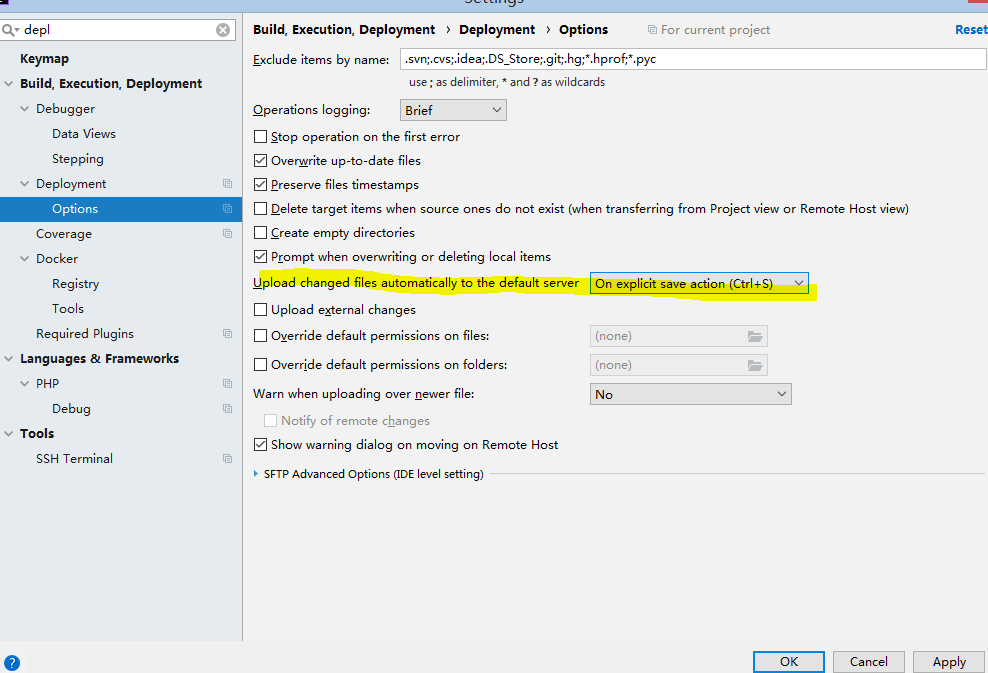 Settings
depl
Keymap
Build, Execution, Deployment
Debugger
Data Views
Stepping
Deployment
Options
Coverage
Docker
Registry
Tools
Required Plugins
Languages & Frameworks
PHP
Debug
Tools
SSH Terminal
Build, Execution, Deployment › Deployment › Options For current project Reset
Exclude items by name: .svn;.cvs;.idea;.DS_Store;.git;.hg;*.hprof;*.pyc
use ; as delimiter, * and ? as wildcards
Operations logging: Brief
Stop operation on the first error
Overwrite up-to-date files
Preserve files timestamps
Delete target items when source ones do not exist (when transferring from Project view or Remote Host view)
Create empty directories
Prompt when overwriting or deleting local items
Upload changed files automatically to the default server On explicit save action (Ctrl+S)
Upload external changes
Override default permissions on files: (none)
Override default permissions on folders: (none)
Warn when uploading over newer file: No
Notify of remote changes
Show warning dialog on moving on Remote Host
SFTP Advanced Options (IDE level setting)
? OK Cancel Apply